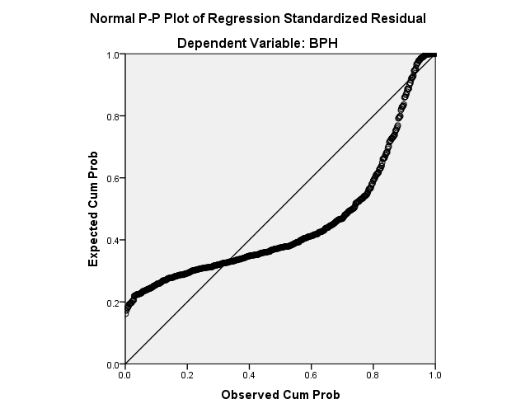 Normal P-P Plot of Regression Standardized Residual
Dependent Variable: BPH
1.0
0.8
0.6
0.4
0.2
0.0
Expected Cum Prob
0.0 0.2 0.4 0.6 0.8 1.0
Observed Cum Prob